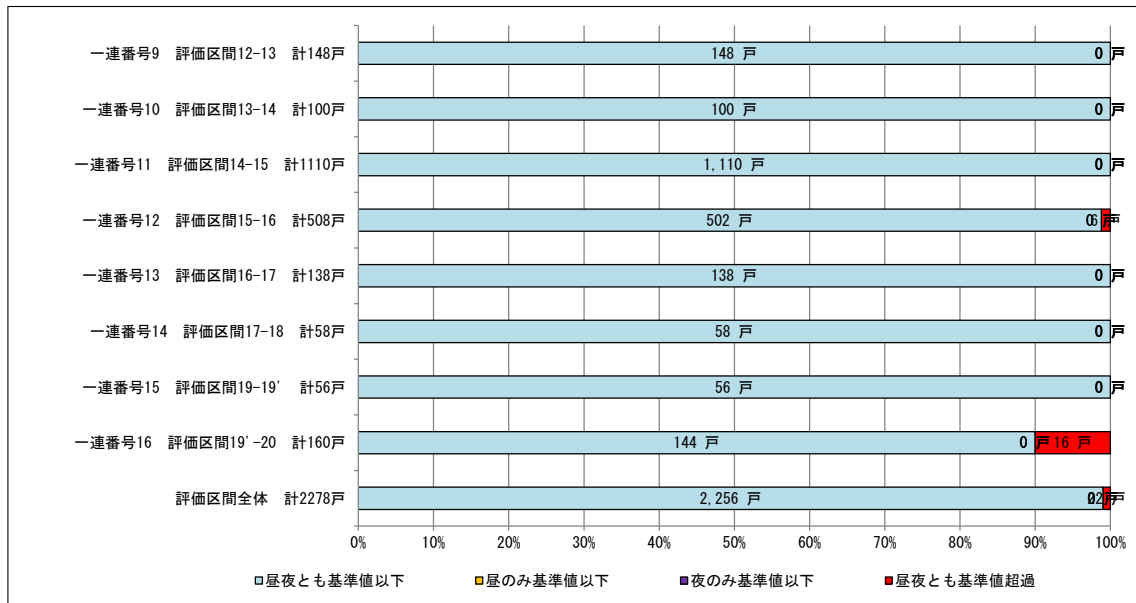 一連番号9　評価区間12-13　計148戸
148 戸
0 戸
一連番号10　評価区間13-14　計100戸
100 戸
0 戸
一連番号11　評価区間14-15　計1110戸
1,110 戸
0 戸
一連番号12　評価区間15-16　計508戸
502 戸
0 戸
6 戸
一連番号13　評価区間16-17　計138戸
138 戸
0 戸
一連番号14　評価区間17-18　計58戸
58 戸
0 戸
一連番号15　評価区間19-19'　計56戸
56 戸
0 戸
一連番号16　評価区間19'-20　計160戸
144 戸
0 戸
16 戸
評価区間全体　計2278戸
2,256 戸
0 戸
22 戸
0% 10% 20% 30% 40% 50% 60% 70% 80% 90% 100%
昼夜とも基準値以下 昼のみ基準値以下 夜のみ基準値以下 昼夜とも基準値超過